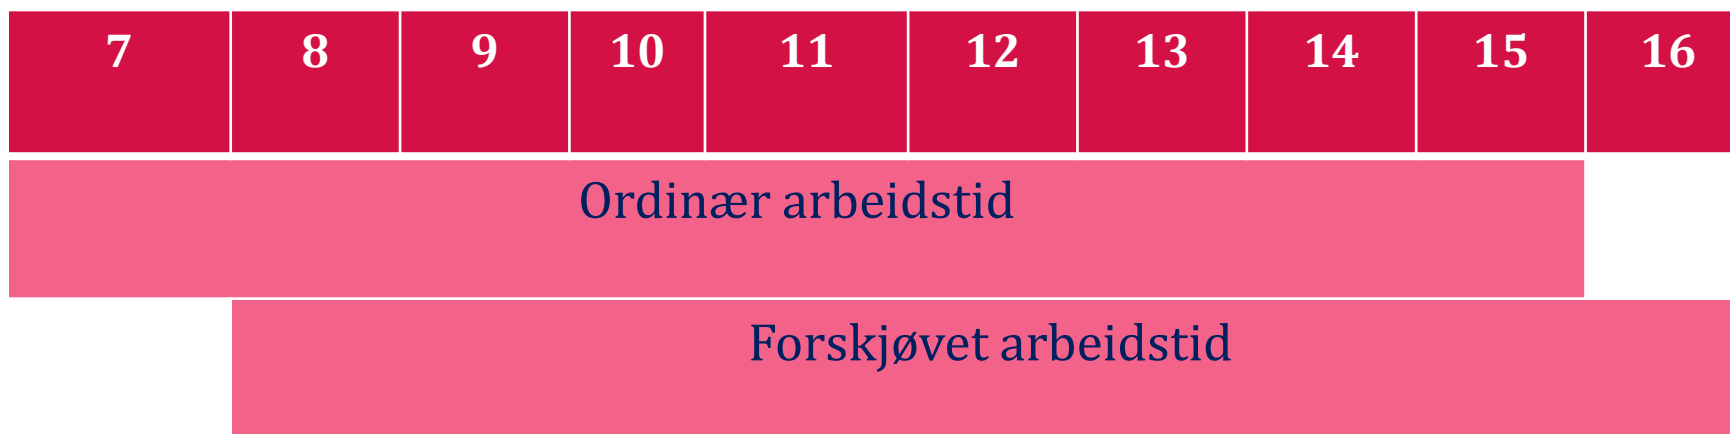 7 8 9 10 11 12 13 14 15 16
Ordinær arbeidstid
Forskjøvet arbeidstid